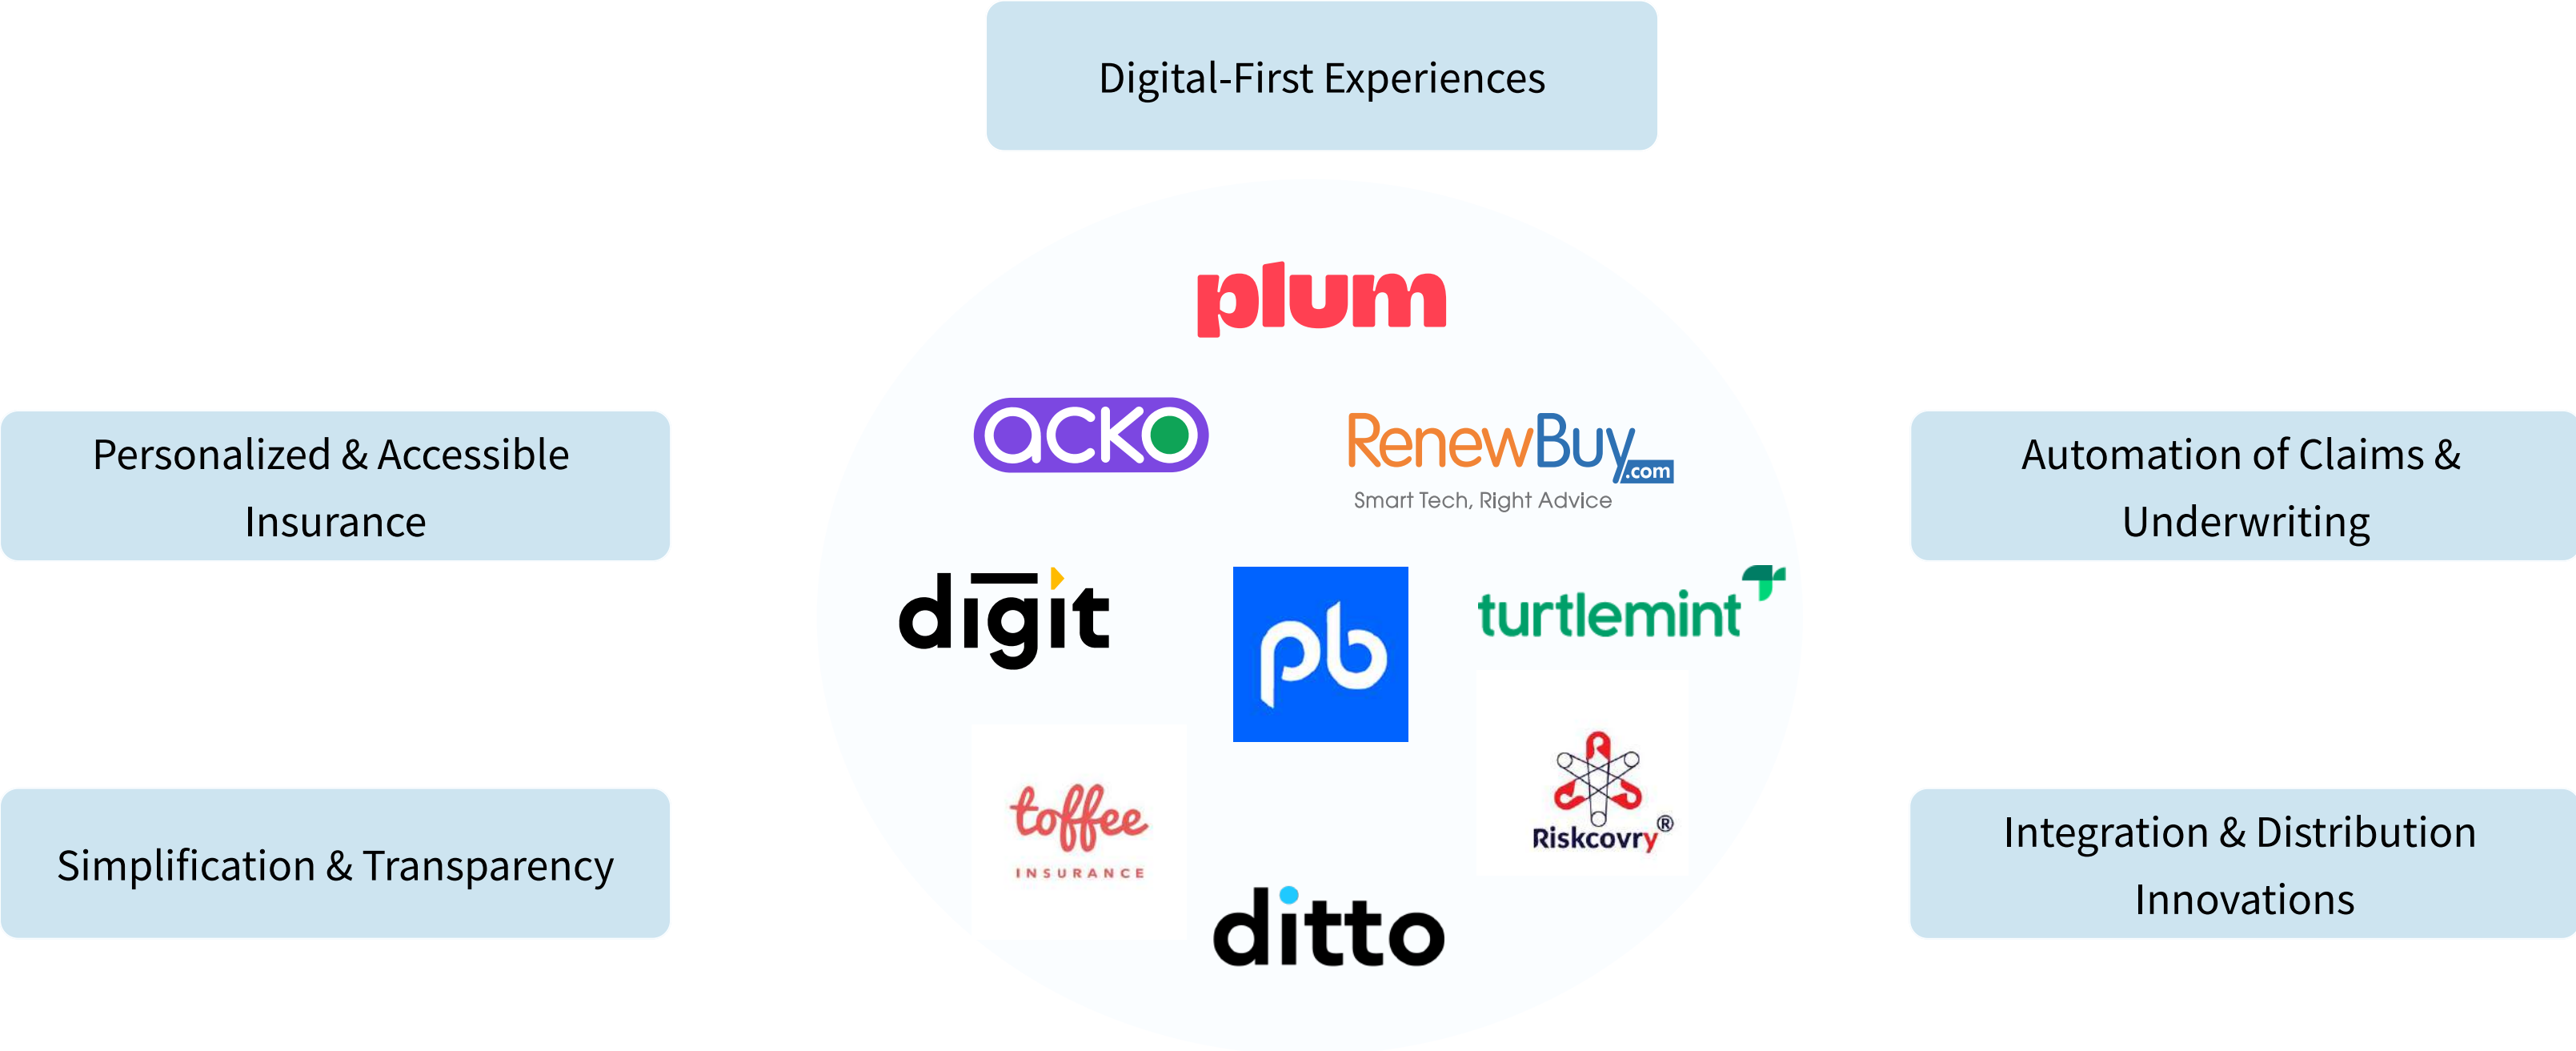 Digital-First Experiences
plum
acko
RenewBuy
.com
Smart Tech, Right Advice
Personalized & Accessible
Insurance
Automation of Claims &
Underwriting
digit
pb
turtlemint
toffee
INSURANCE
Riskcovry®
Simplification & Transparency
Integration & Distribution
Innovations
ditto